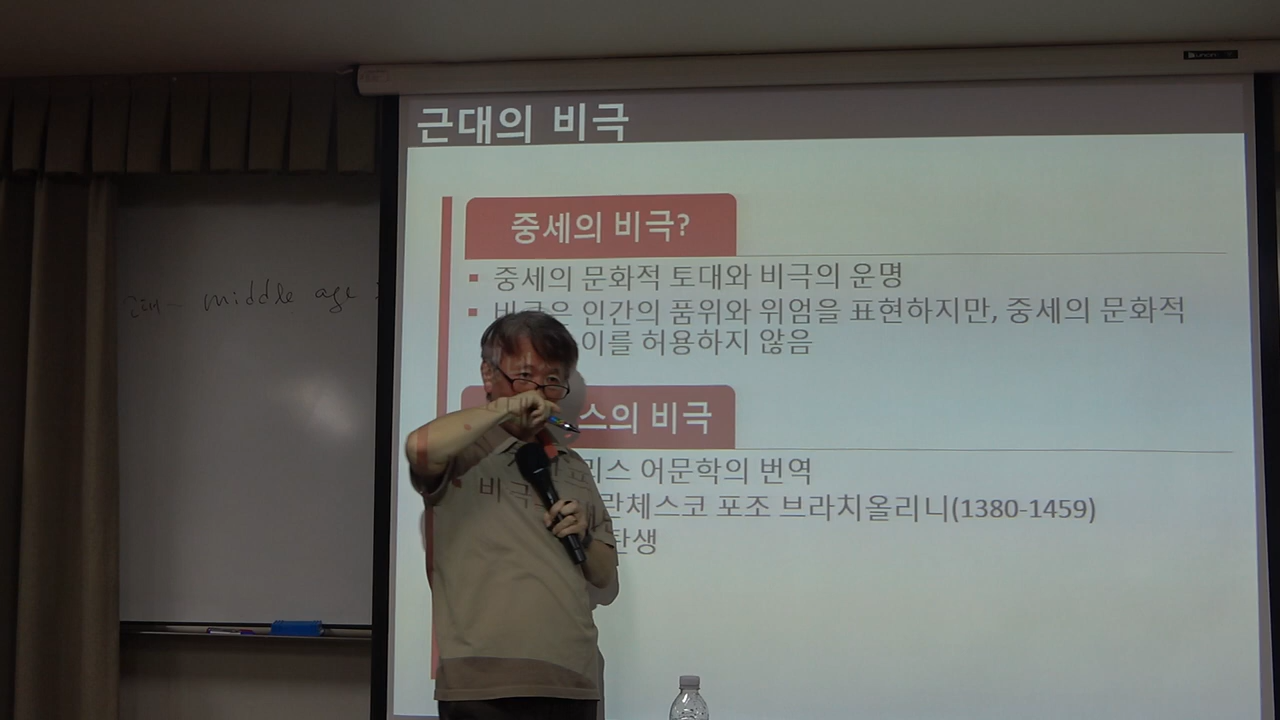 근대의 비극
중세의 비극?
중세의 문화적 토대와 비극의 운명
비극은 인간의 품위와 위엄을 표현하지만, 중세의 문화적
이를 허용하지 않음
스의 비극
리스 어문학의 번역
란체스코 포조 브라치올리니(1380-1459)
탄생
middle age